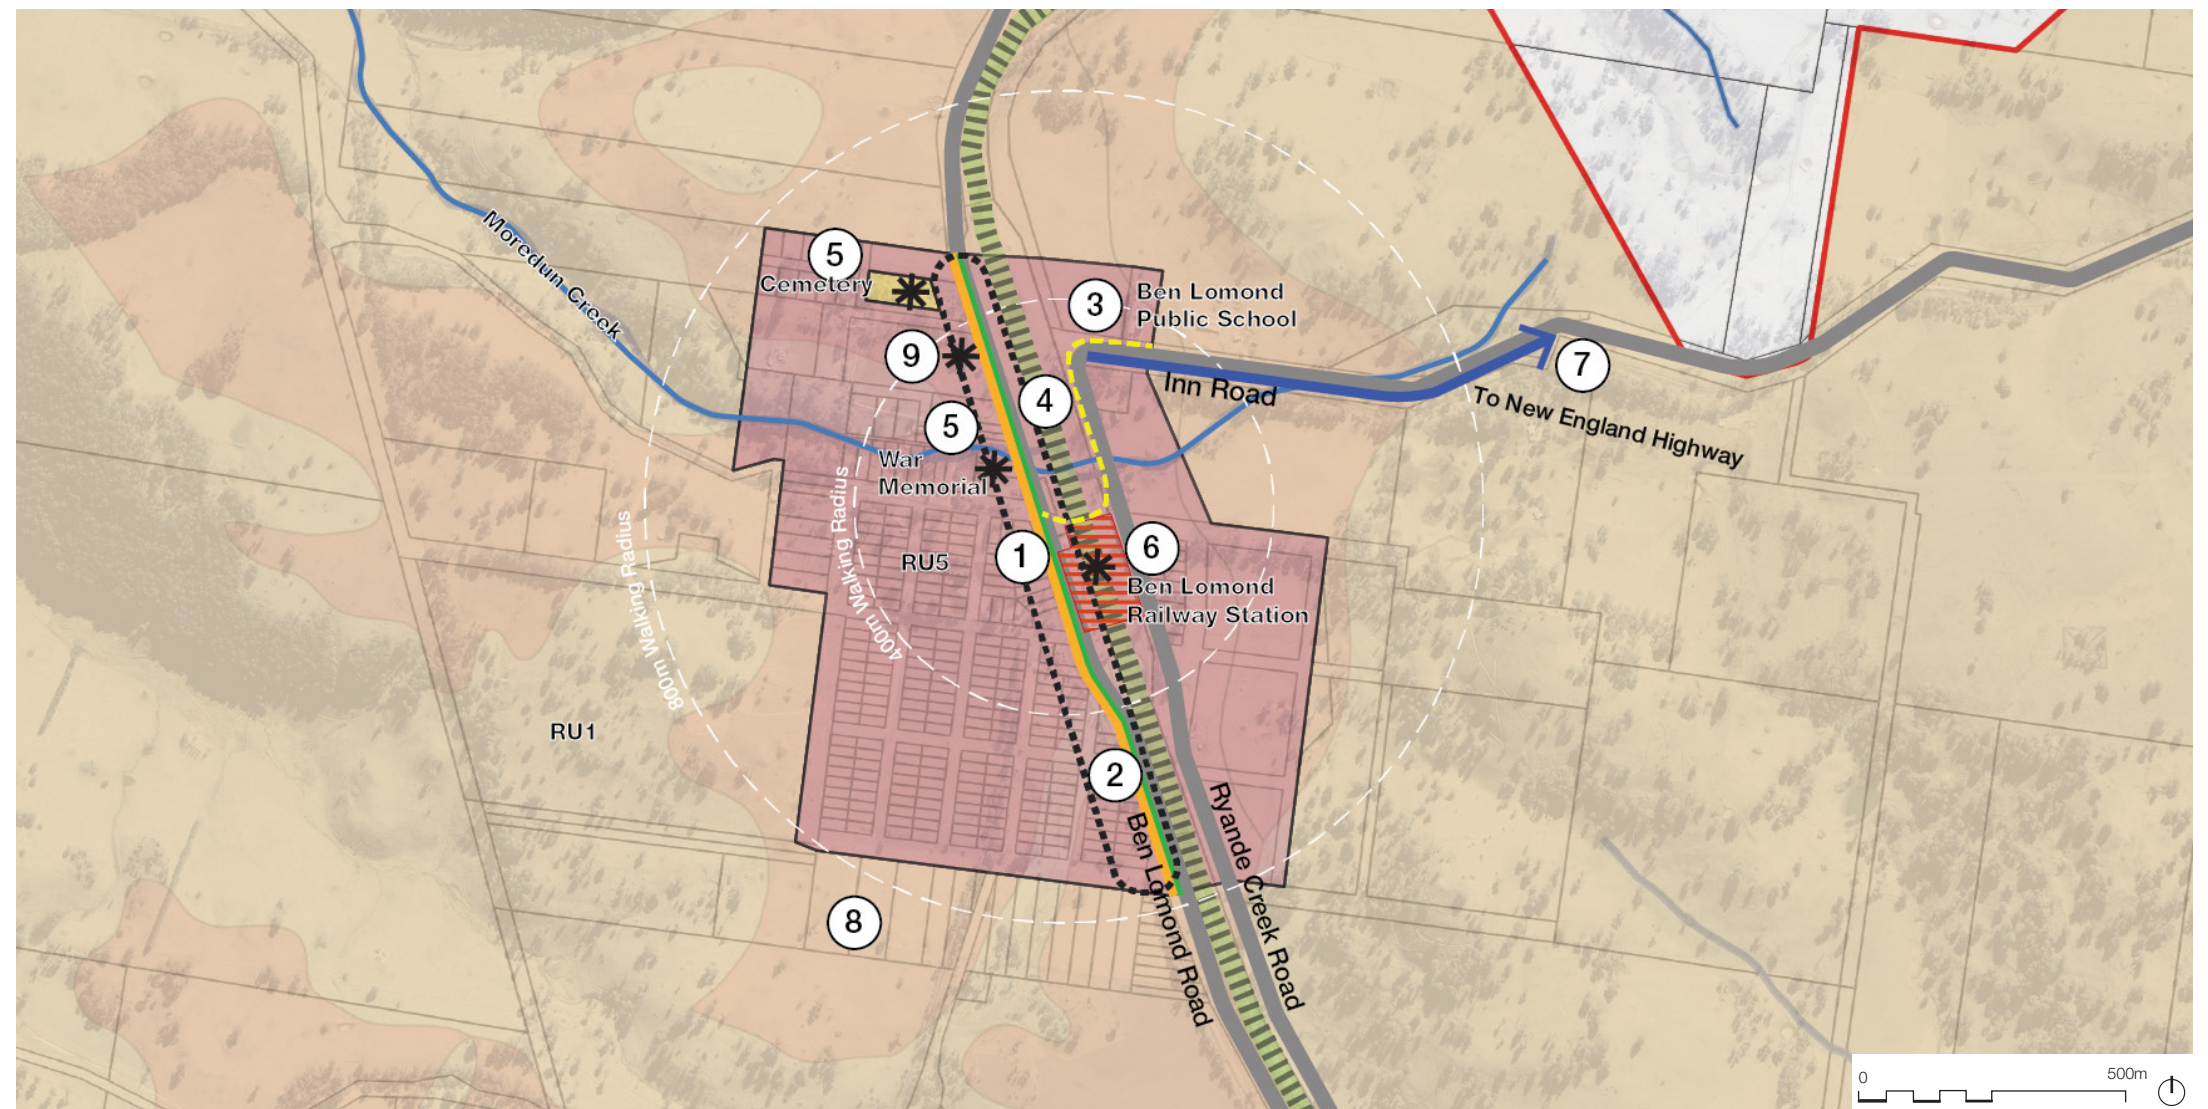 5
Cemetery
3
Ben Lomond
Public School
Moredun Creek
9
4
7
Inn Road
To New England Highway
5
War
Memorial
400m Walking Radius
800m Walking Radius
1
RU5
6
Ben Lomond
Railway Station
RU1
2
Ben Lomond Road
Ryande Creek Road
8
0
500m